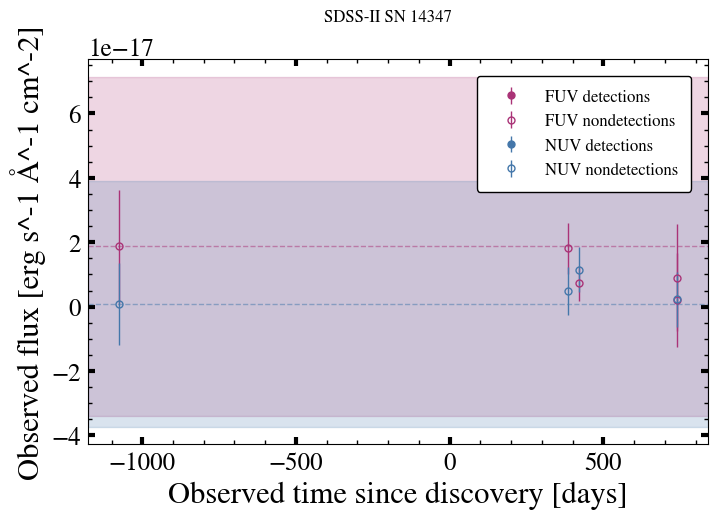 SDSS-II SN 14347
1e−17
FUV detections
FUV nondetections
NUV detections
NUV nondetections
6
4
2
0
−2
−4
Observed flux [erg s^-1 Å^-1 cm^-2]
−1000
−500
0
500
Observed time since discovery [days]